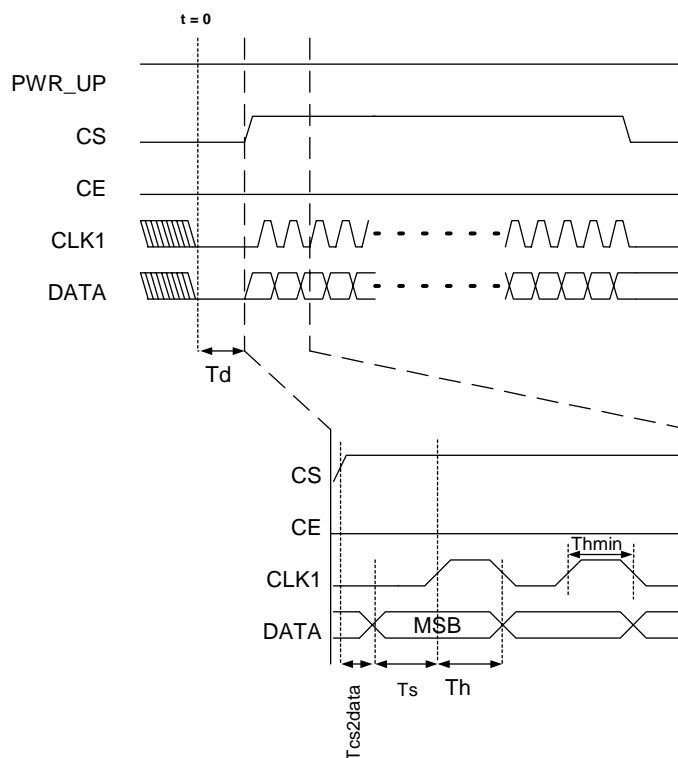 t = 0
PWR_UP
CS
CE
CLK1
DATA
Td
CS
CE
Thmin
CLK1
DATA
MSB
Ts
Th
Tcs2data